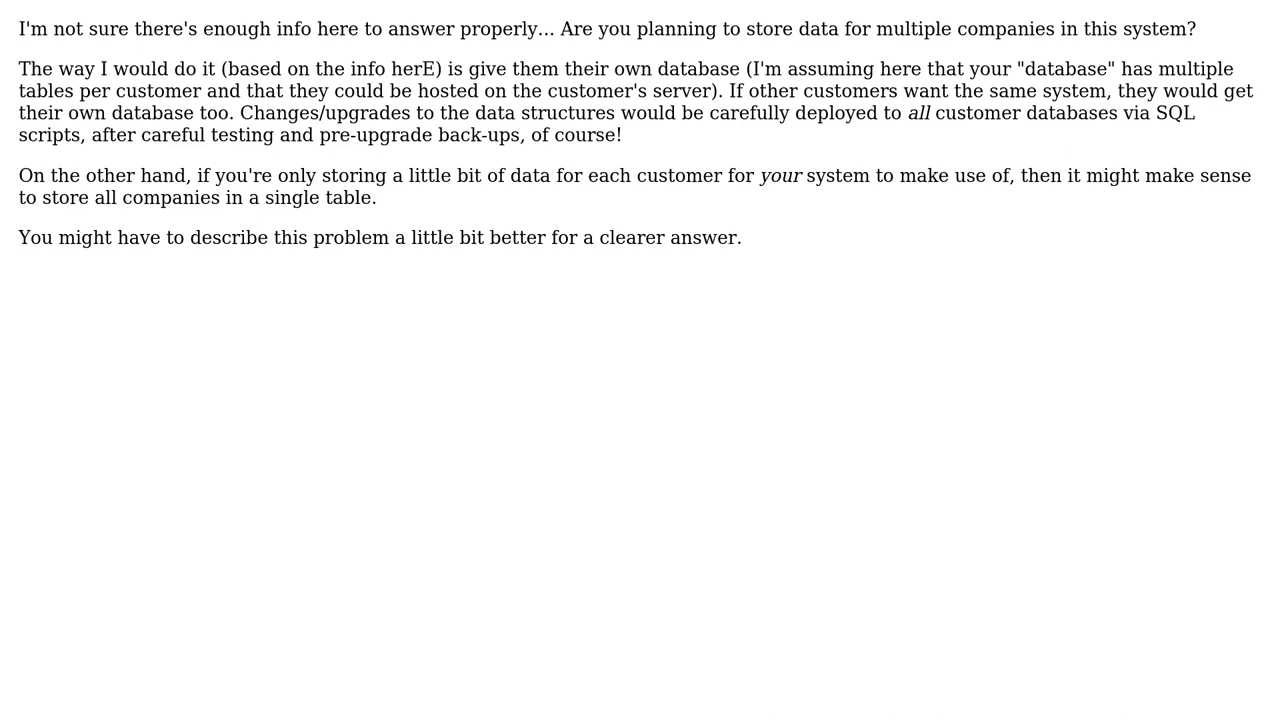 I'm not sure there's enough info here to answer properly... Are you planning to store data for multiple companies in this system?
The way I would do it (based on the info herE) is give them their own database (I'm assuming here that your "database" has multiple
tables per customer and that they could be hosted on the customer's server). If other customers want the same system, they would get
their own database too. Changes/upgrades to the data structures would be carefully deployed to all customer databases via SQL
scripts, after careful testing and pre-upgrade back-ups, of course!
On the other hand, if you're only storing a little bit of data for each customer for your system to make use of, then it might make sense
to store all companies in a single table.
You might have to describe this problem a little bit better for a clearer answer.